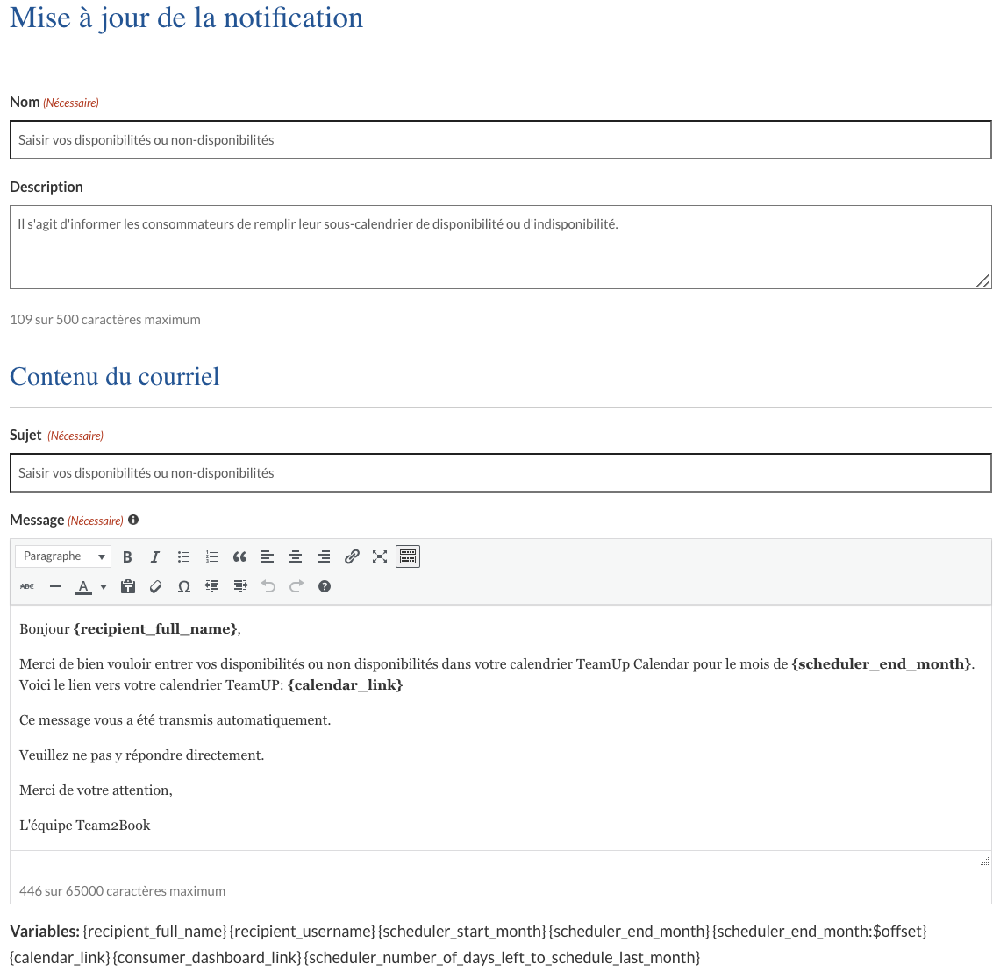 Mise à jour de la notification
Nom (Nécessaire)
Saisir vos disponibilités ou non-disponibilités
Description
Il s'agit d'informer les consommateurs de remplir leur sous-calendrier de disponibilité ou d'indisponibilité.
109 sur 500 caractères maximum
Contenu du courriel
Sujet (Nécessaire)
Saisir vos disponibilités ou non-disponibilités
Message (Nécessaire)
Paragraphe
ABC
Bonjour {recipient_full_name},
Merci de bien vouloir entrer vos disponibilités ou non disponibilités dans votre calendrier TeamUp Calendar pour le mois de {scheduler_end_month}.
Voici le lien vers votre calendrier TeamUP: {calendar_link}
Ce message vous a été transmis automatiquement.
Veuillez ne pas y répondre directement.
Merci de votre attention,
L'équipe Team2Book
446 sur 65000 caractères maximum
Variables: {recipient_full_name} {recipient_username} {scheduler_start_month} {scheduler_end_month} {scheduler_end_month:$offset}
{calendar_link} {consumer_dashboard_link} {scheduler_number_of_days_left_to_schedule_last_month}